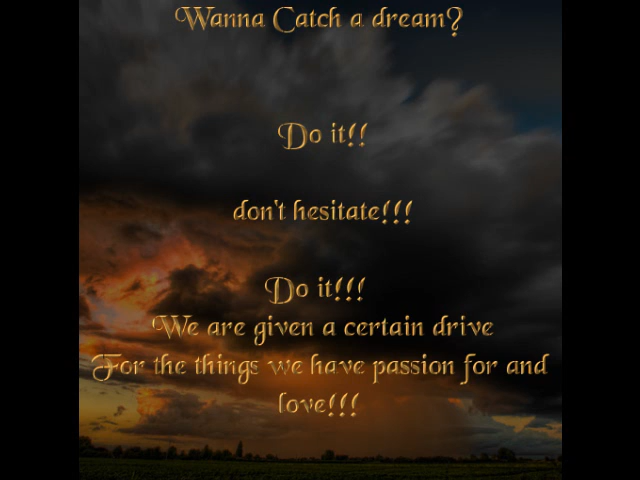 Wanna Catch a dream?
Do it!!
don't hesitate!!!
Do it!!!
We are given a certain drive
For the things we have passion for and
love!!!